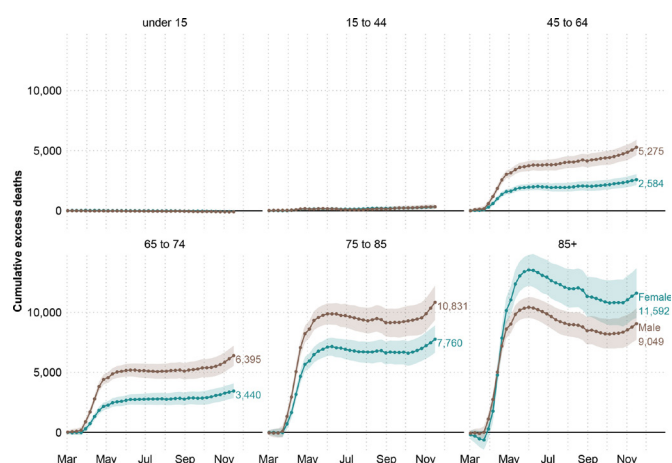 under 15
15 to 44
45 to 64
Cumulative excess deaths
10,000
5,000
0
5,275
2,584
65 to 74
75 to 85
85+
10,000
5,000
0
6,395
3,440
10,831
7,760
Female
11,592
Male
9,049
Mar May Jul Sep Nov
Mar May Jul Sep Nov
Mar May Jul Sep Nov